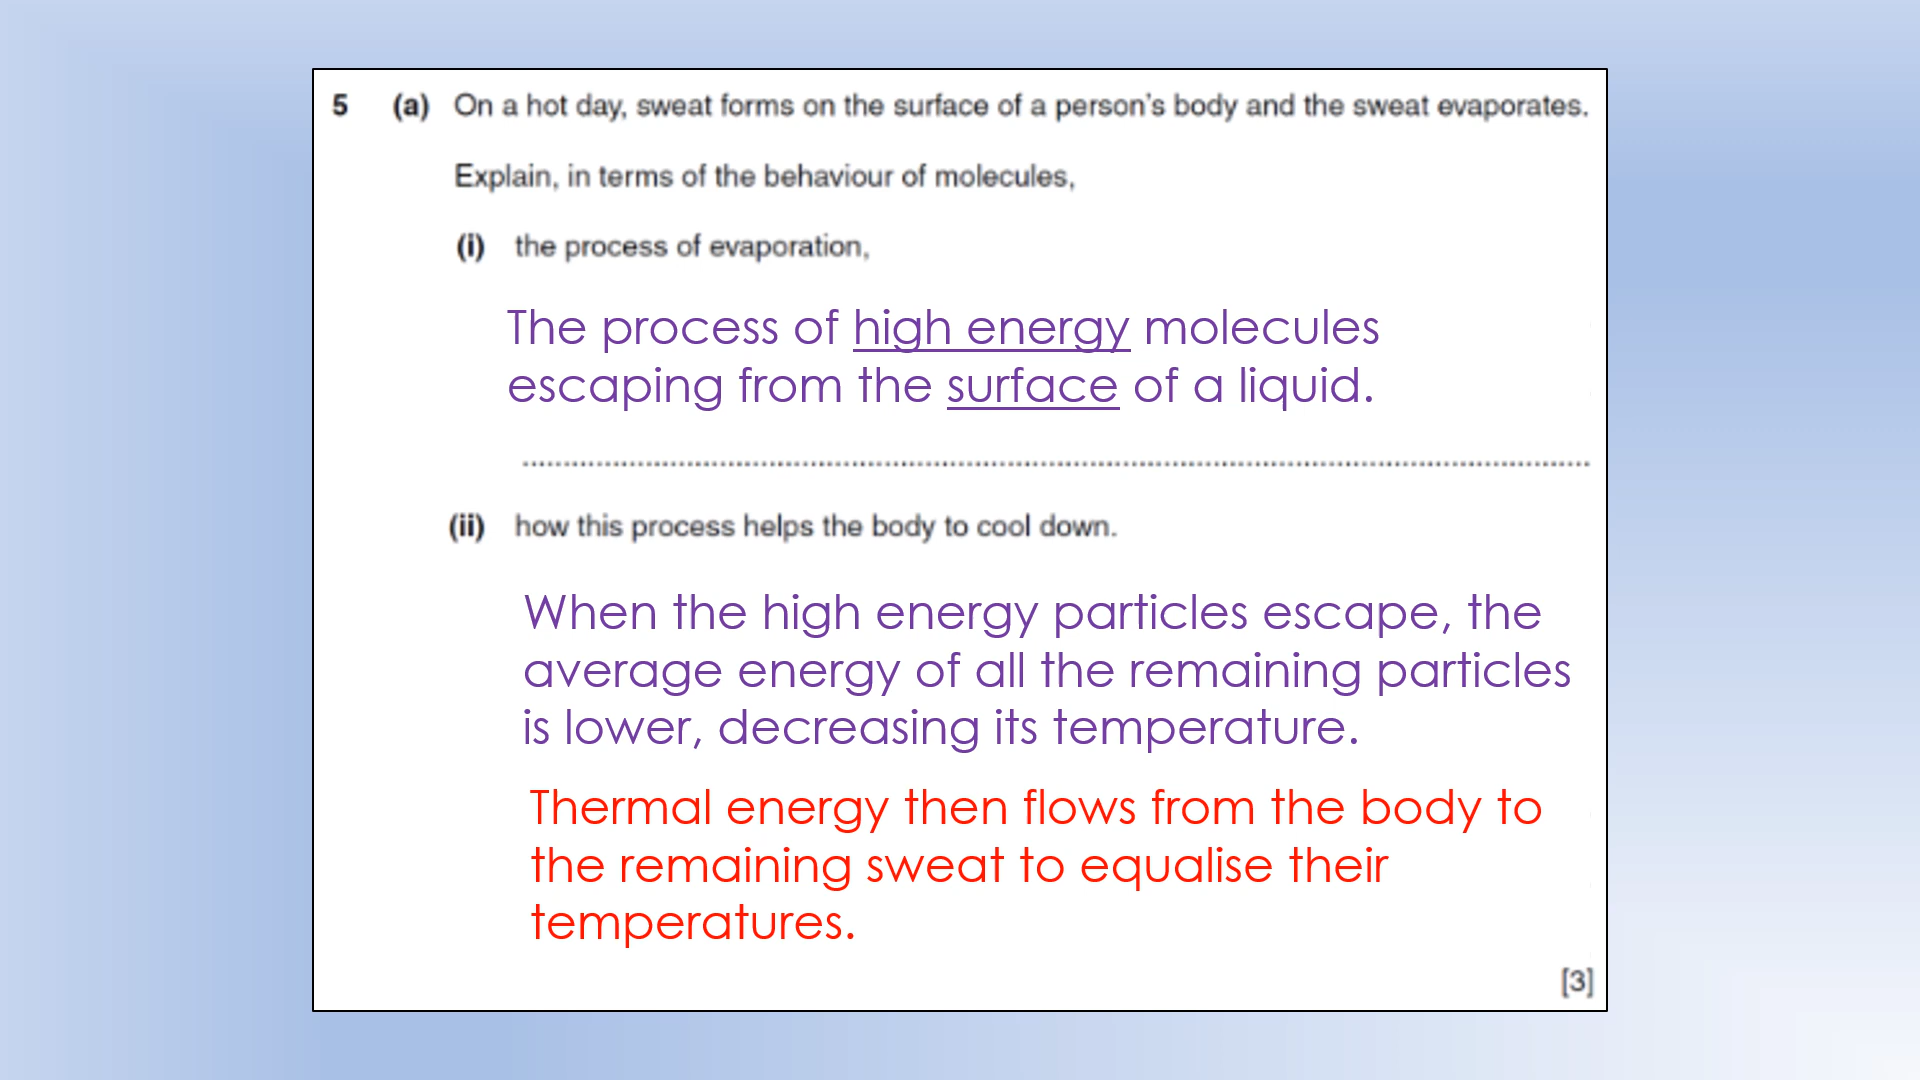 5 (a) On a hot day, sweat forms on the surface of a person's body and the sweat evaporates.
Explain, in terms of the behaviour of molecules,
(i) the process of evaporation,
The process of high energy molecules
escaping from the surface of a liquid.
(ii) how this process helps the body to cool down.
When the high energy particles escape, the
average energy of all the remaining particles
is lower, decreasing its temperature.
Thermal energy then flows from the body to
the remaining sweat to equalise their
temperatures.
[3]